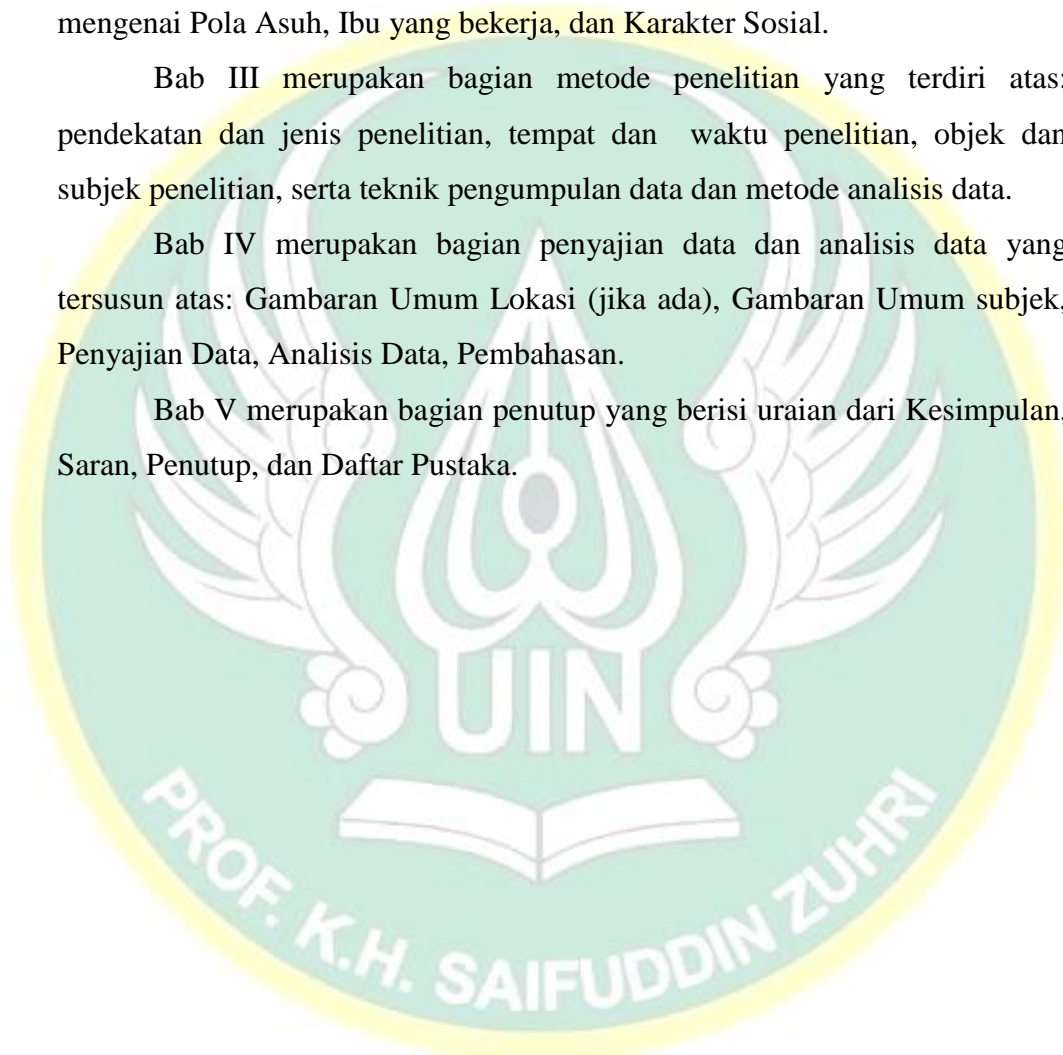 mengenai Pola Asuh, Ibu yang bekerja, dan Karakter Sosial.
Bab III merupakan bagian metode penelitian yang terdiri atas:
pendekatan dan jenis penelitian, tempat dan waktu penelitian, objek dan
subjek penelitian, serta teknik pengumpulan data dan metode analisis data.
Bab IV merupakan bagian penyajian data dan analisis data yang
tersusun atas: Gambaran Umum Lokasi (jika ada), Gambaran Umum subjek,
Penyajian Data, Analisis Data, Pembahasan.
Bab V merupakan bagian penutup yang berisi uraian dari Kesimpulan,
Saran, Penutup, dan Daftar Pustaka.
UIN
PROF. K.H. SAIFUDDIN ZUHRI